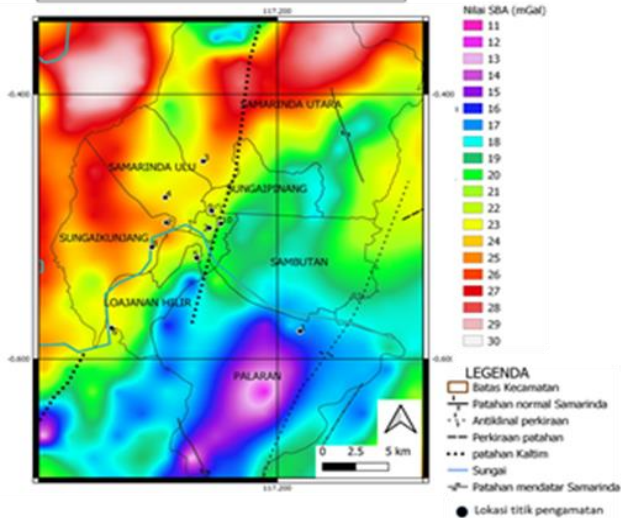 117.200
Nilai SBA (mGal)
11
12
13
14
15
16
17
18
19
20
21
22
23
24
25
26
27
28
29
30
-0.400
-0.400
SAMARINDA UTARA
SAMARINDA ULU
SUNGAIPINANG
SUNGAIKUNJANG
SAMBUTAN
LOAJANAN HILIR
PALARAN
-0.600
-0.600
0 2.5 5 km
117.200
LEGENDA
Batas Kecamatan
Patahan normal Samarinda
Antiklinal perkiraan
Perkiraan patahan
patahan Kaltim
Sungai
Patahan mendatar Samarinda
Lokasi titik pengamatan